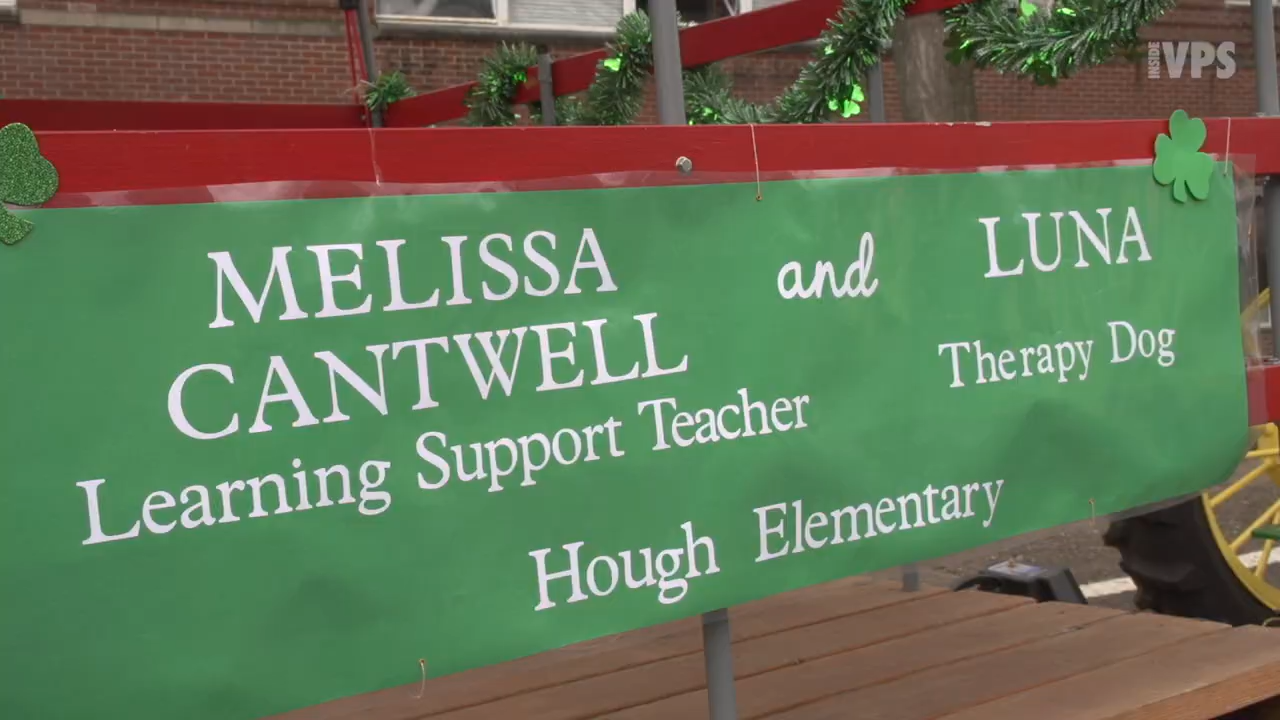 INSIDE VPS
MELISSA and LUNA
CANTWELL Therapy Dog
Learning Support Teacher
Hough Elementary